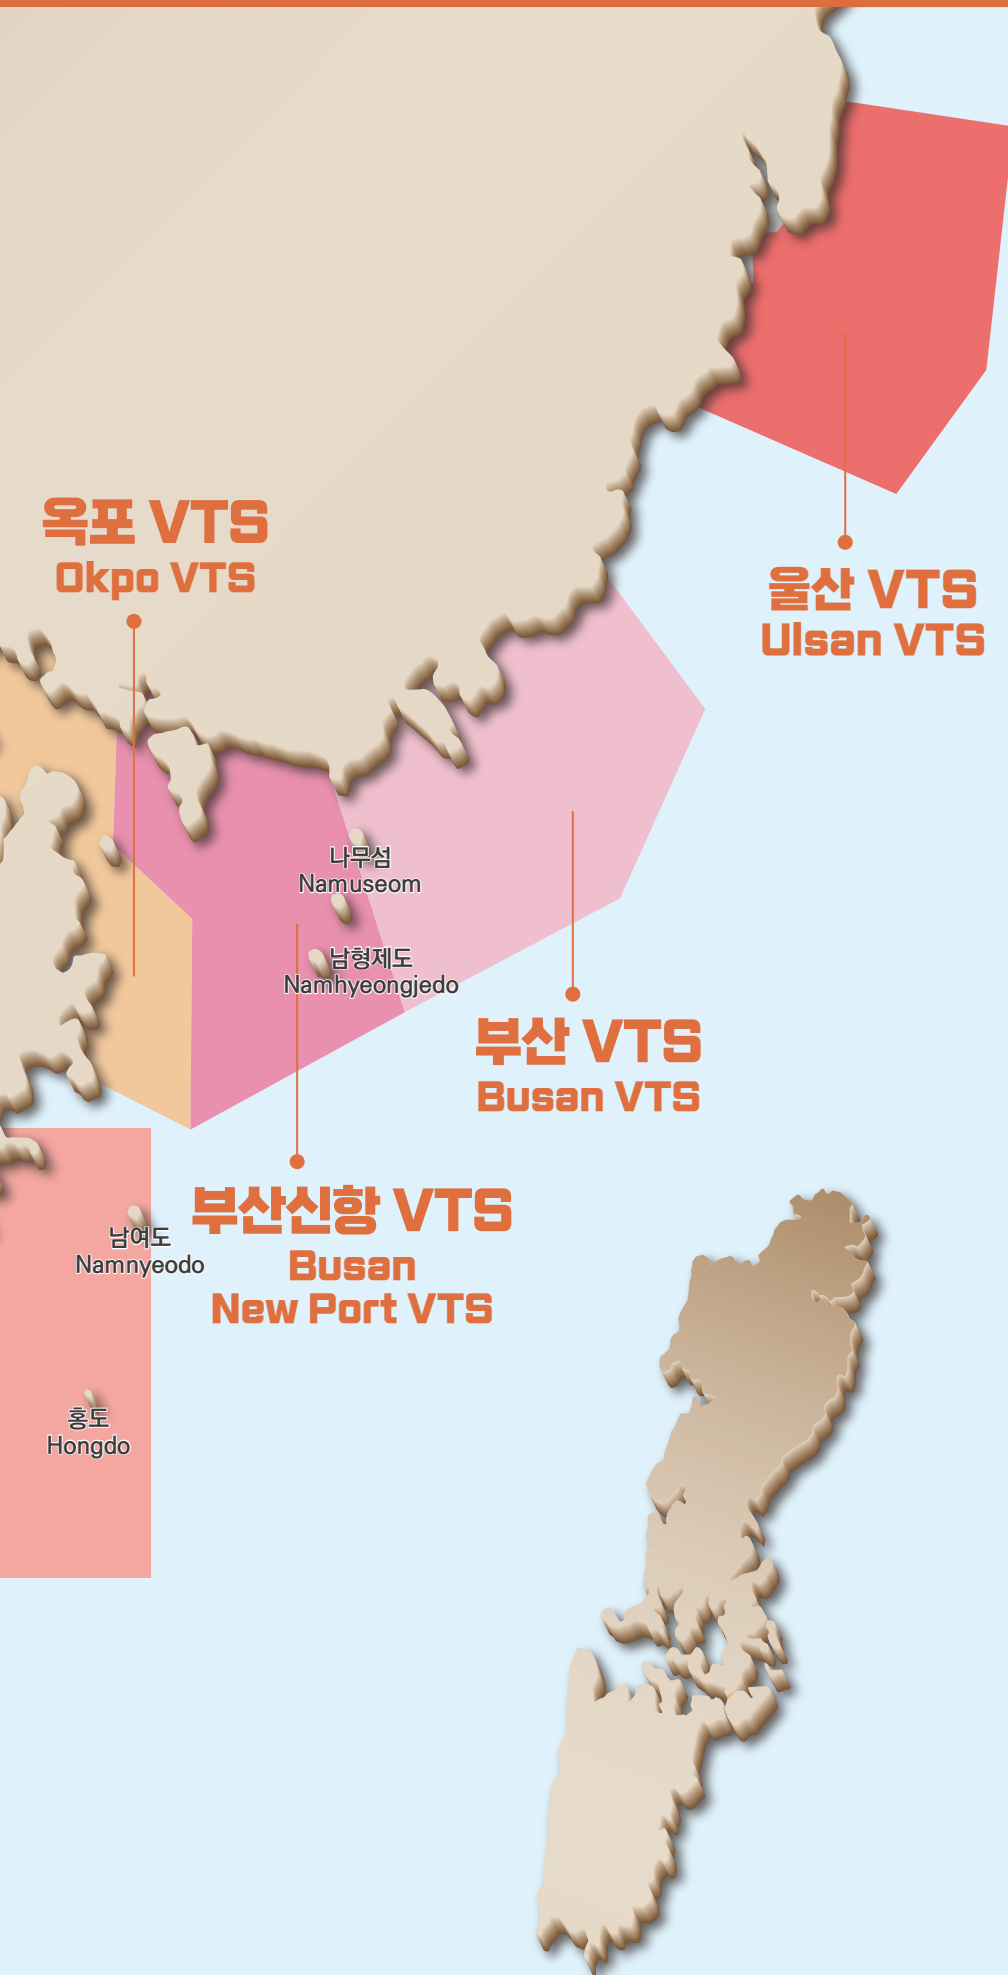 옥포 VTS
Okpo VTS
울산 VTS
Ulsan VTS
나무섬
Namuseom
남형제도
Namhyeongjedo
부산 VTS
Busan VTS
부산신항 VTS
Busan
New Port VTS
남여도
Namnyeodo
홍도
Hongdo